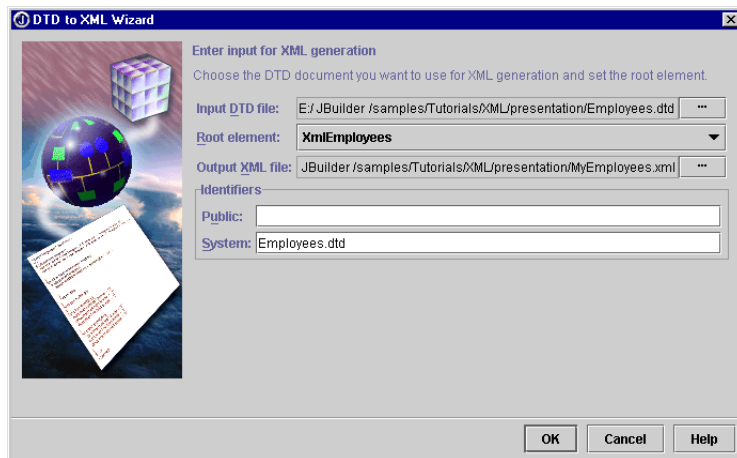 DTD to XML Wizard
Enter input for XML generation
Choose the DTD document you want to use for XML generation and set the root element.
Input DTD file: E:/ JBuilder /samples/Tutorials/XML/presentation/Employees.dtd ...
Root element: XmlEmployees
Output XML file: JBuilder /samples/Tutorials/XML/presentation/MyEmployees.xml ...
Identifiers
Public:
System: Employees.dtd
OK Cancel Help